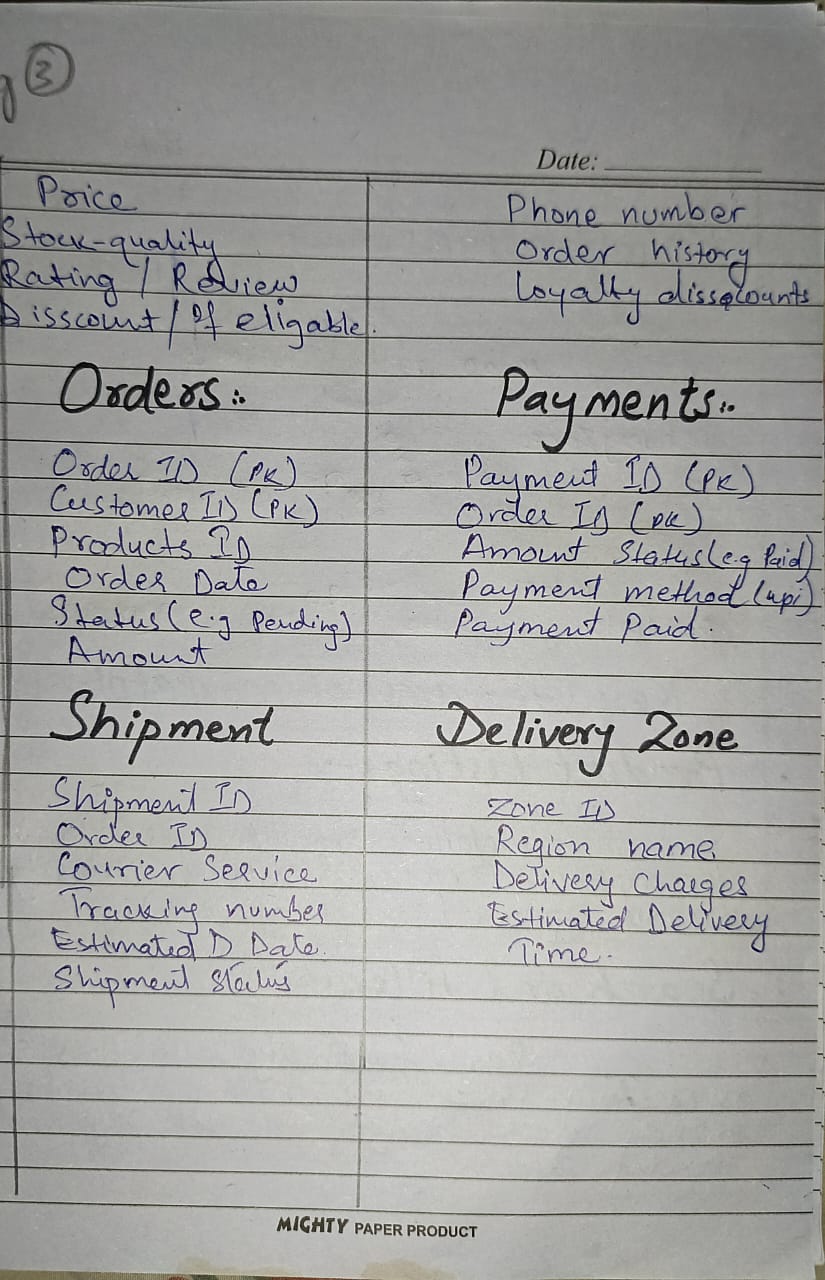 3
Date:
Price
Stock-quality
Rating / Review
Disscount / Of eligable.
Phone number
Order history
Loyalty disscounts
Orders:
Order ID (PK)
Customer ID (PK)
Products ID
Order Date
Status (e.g Pending)
Amount
Payments:
Payment ID (PK)
Order ID (PK)
Amount Status (e.g Paid)
Payment method (upi)
Payment Paid.
Shipment
Shipment ID
Order ID
Courier Service
Tracking number
Estimated D Date.
Shipment Status
Delivery Zone
Zone ID
Region name
Delivery Charges
Estimated Delivery
Time.
MIGHTY PAPER PRODUCT